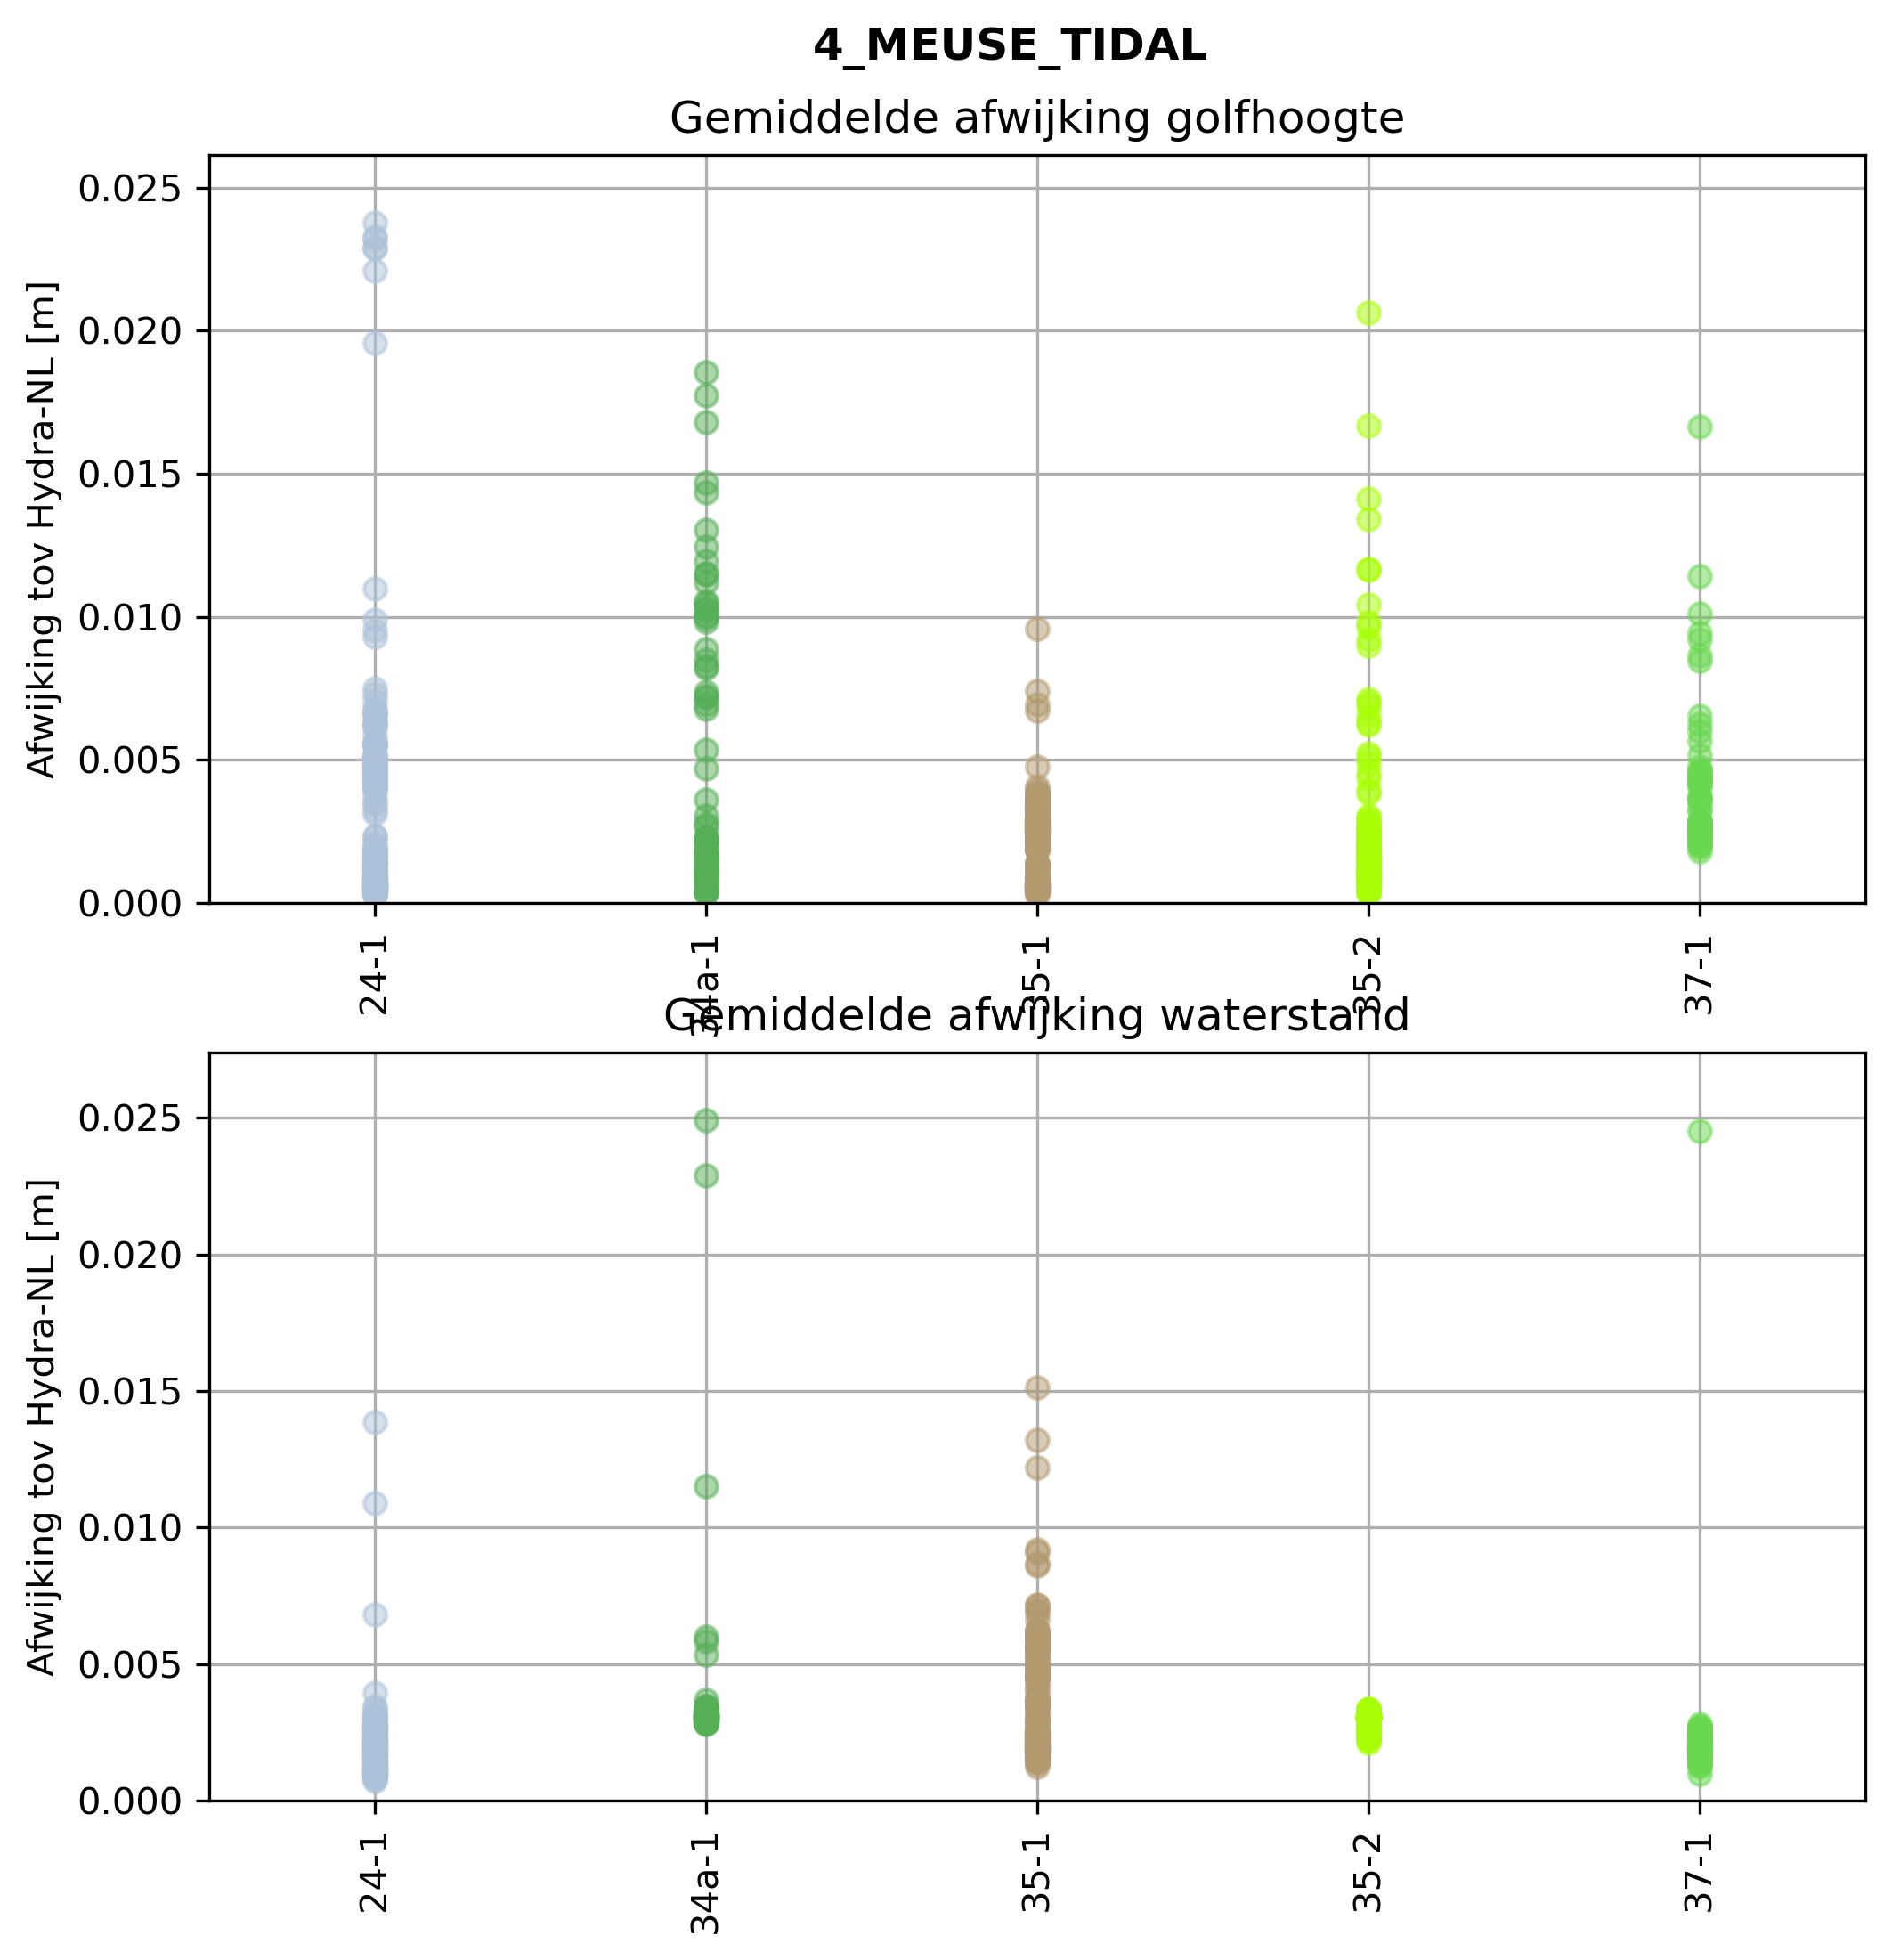 4_MEUSE_TIDAL
Gemiddelde afwijking golfhoogte
Afwijking tov Hydra-NL [m]
0.025
0.020
0.015
0.010
0.005
0.000
24-1
34a-1
35-1
35-2
37-1
Gemiddelde afwijking waterstand
Afwijking tov Hydra-NL [m]
0.025
0.020
0.015
0.010
0.005
0.000
24-1
34a-1
35-1
35-2
37-1